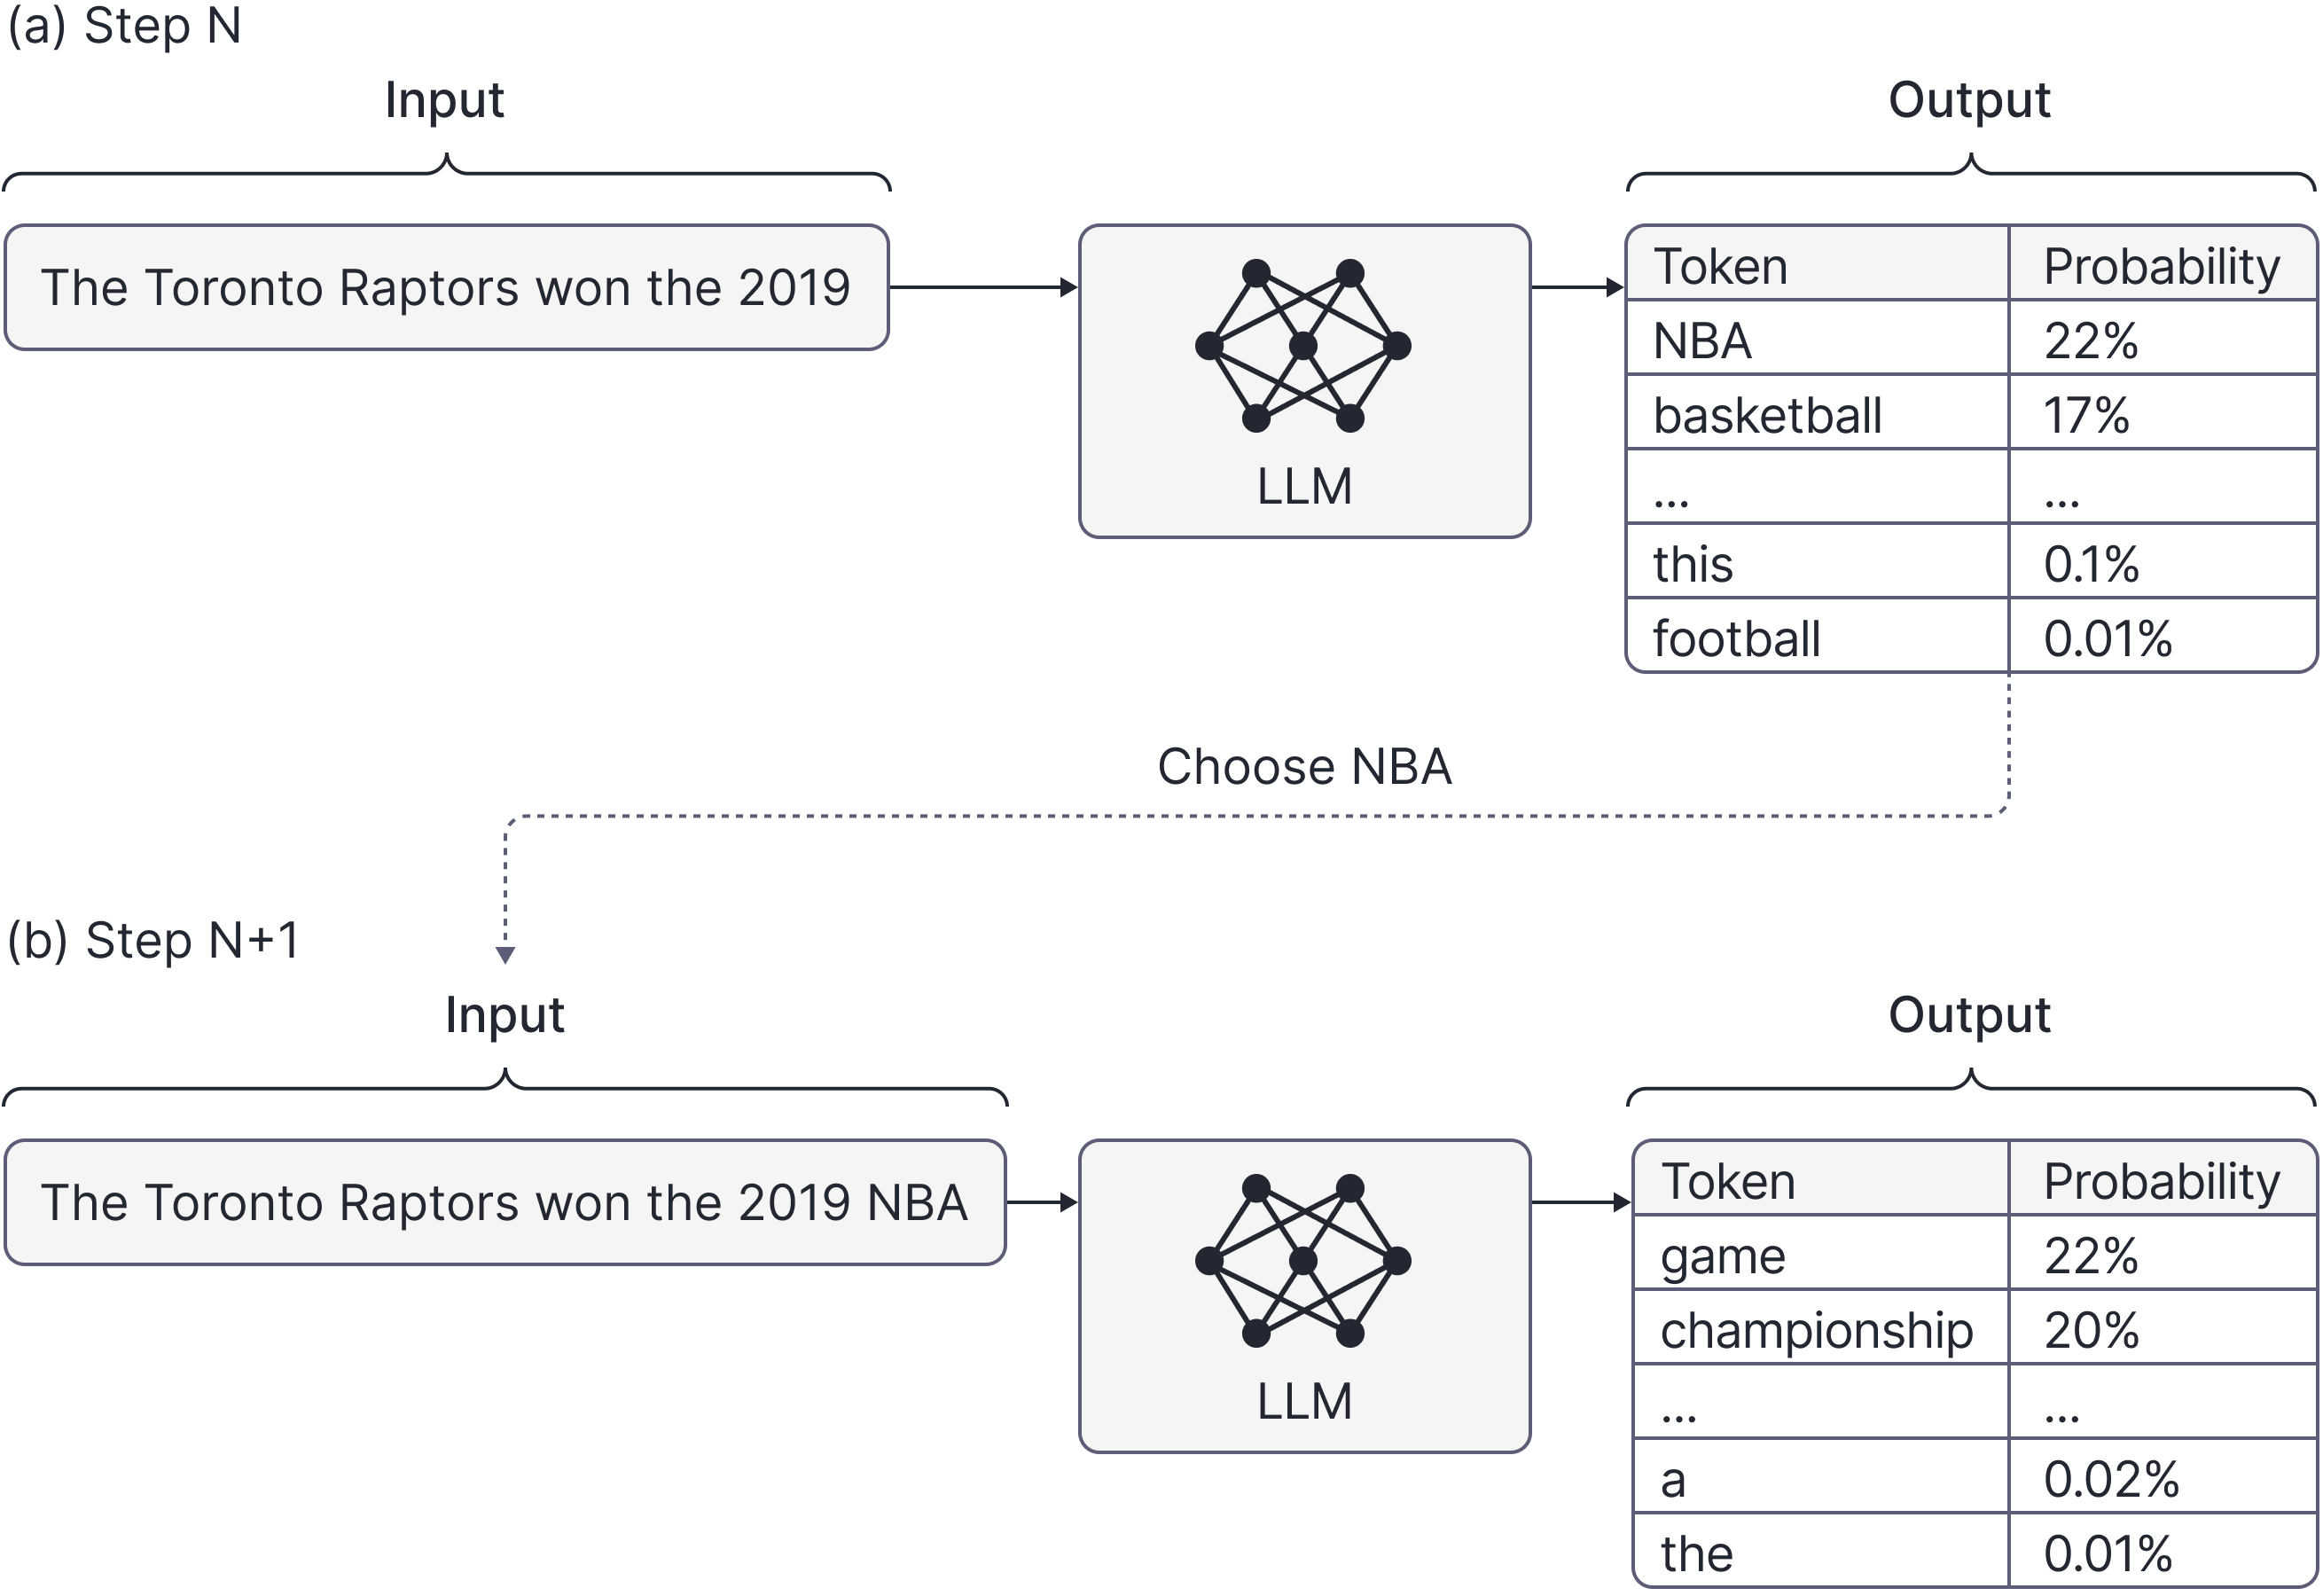 (a) Step N
Input
Output
The Toronto Raptors won the 2019
LLM
Token Probability
NBA 22%
basketball 17%
... ...
this 0.1%
football 0.01%
Choose NBA
(b) Step N+1
Input
Output
The Toronto Raptors won the 2019 NBA
LLM
Token Probability
game 22%
championship 20%
... ...
a 0.02%
the 0.01%